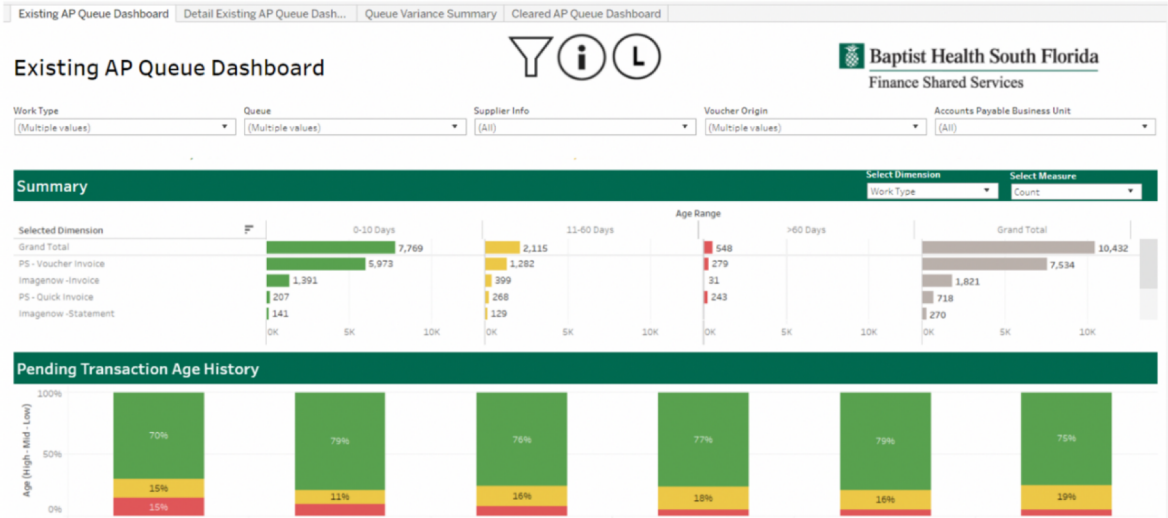 Existing AP Queue Dashboard Detail Existing AP Queue Dash... Queue Variance Summary Cleared AP Queue Dashboard
Existing AP Queue Dashboard
i L
Baptist Health South Florida
Finance Shared Services
Work Type Queue Supplier Info Voucher Origin Accounts Payable Business Unit
(Multiple values) (Multiple values) (All) (Multiple values) (All)
Summary
Select Dimension Select Measure
Work Type Count
Age Range
Selected Dimension 0-10 Days 11-60 Days >60 Days Grand Total
Grand Total 7,769 2,115 548 10,432
PS - Voucher Invoice 5,973 1,282 279 7,534
Imagenow -Invoice 1,391 399 31 1,821
PS - Quick Invoice 207 268 243 718
Imagenow -Statement 141 129 270
0K 5K 10K 0K 5K 10K 0K 5K 10K 0K 5K 10K
Pending Transaction Age History
Age (High - Mid - Low)
100%
70% 79% 76% 77% 79% 75%
50%
15% 11% 16% 18% 16% 19%
15%
0%